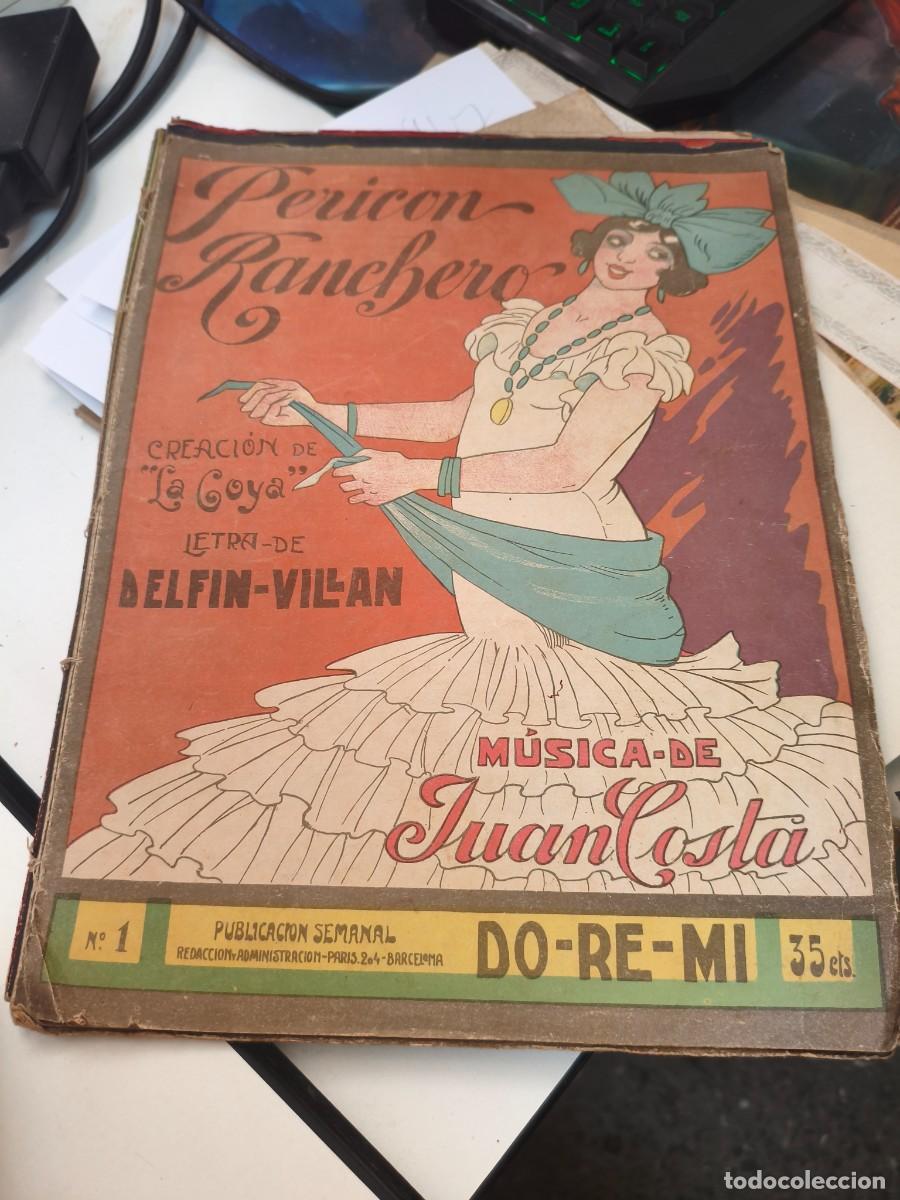 Pericon
Ranchero
CREACIÓN DE
"La Goya"
LETRA-DE
DELFIN-VILLAN
MÚSICA-DE
Juan Costa
Nº 1
PUBLICACION SEMANAL
REDACCION Y ADMINISTRACION-PARIS. 204-BARCELONA
DO-RE-MI
35 cts.
todocoleccion